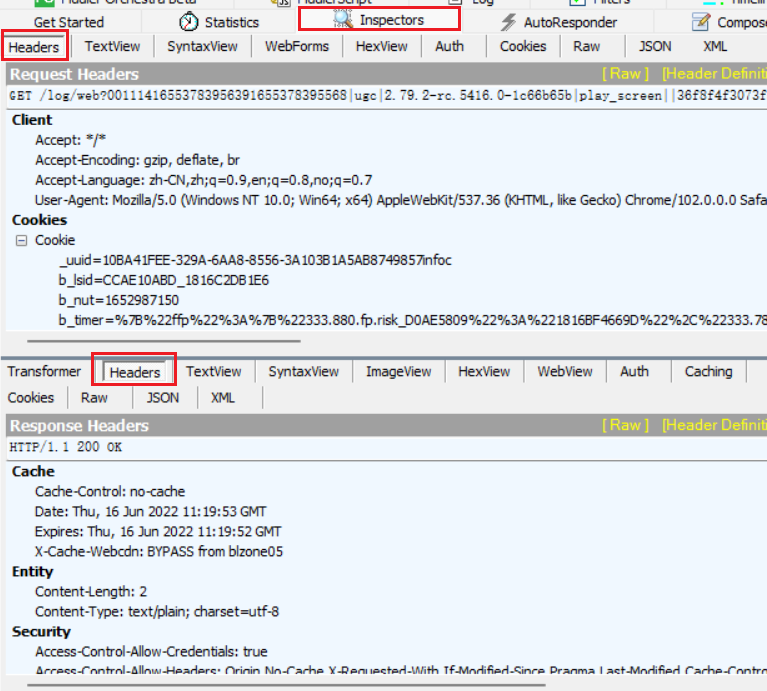 Fiddler Orchestra Beta FiddlerScript Log Filters Timeline
Get Started Statistics Inspectors AutoResponder Compose
Headers TextView SyntaxView WebForms HexView Auth Cookies Raw JSON XML
Request Headers [ Raw ] [Header Definiti
GET /log/web?00111416553783956391655378395568|ugc|2.79.2-rc.5416.0-1c66b65b|play_screen||36f8f4f3073f
Client
Accept: */*
Accept-Encoding: gzip, deflate, br
Accept-Language: zh-CN,zh;q=0.9,en;q=0.8,no;q=0.7
User-Agent: Mozilla/5.0 (Windows NT 10.0; Win64; x64) AppleWebKit/537.36 (KHTML, like Gecko) Chrome/102.0.0.0 Safa
Cookies
Cookie
_uuid=10BA41FEE-329A-6AA8-8556-3A103B1A5AB8749857infoc
b_lsid=CCAE10ABD_1816C2DB1E6
b_nut=1652987150
b_timer=%7B%22ffp%22%3A%7B%22333.880.fp.risk_D0AE5809%22%3A%221816BF4669D%22%2C%22333.78
Transformer Headers TextView SyntaxView ImageView HexView WebView Auth Caching
Cookies Raw JSON XML
Response Headers [ Raw ] [Header Definiti
HTTP/1.1 200 OK
Cache
Cache-Control: no-cache
Date: Thu, 16 Jun 2022 11:19:53 GMT
Expires: Thu, 16 Jun 2022 11:19:52 GMT
X-Cache-Webcdn: BYPASS from blzone05
Entity
Content-Length: 2
Content-Type: text/plain; charset=utf-8
Security
Access-Control-Allow-Credentials: true
Access-Control-Allow-Headers: Origin,No-Cache,X-Requested-With,If-Modified-Since,Pragma,Last-Modified,Cache-Contro